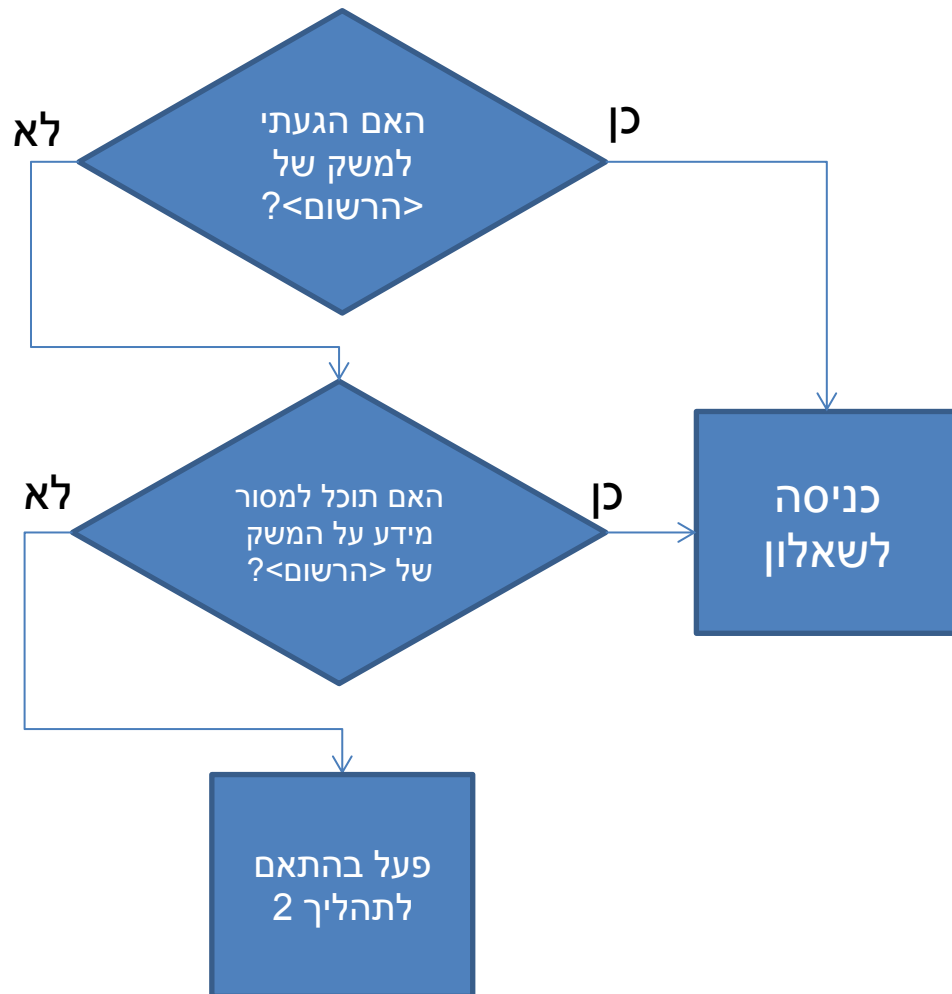 האם הגעתי
למשק של
<הרשום>?
כן
לא
האם תוכל למסור
מידע על המשק
של <הרשום>?
כן
לא
כניסה
לשאלון
פעל בהתאם
לתהליך 2